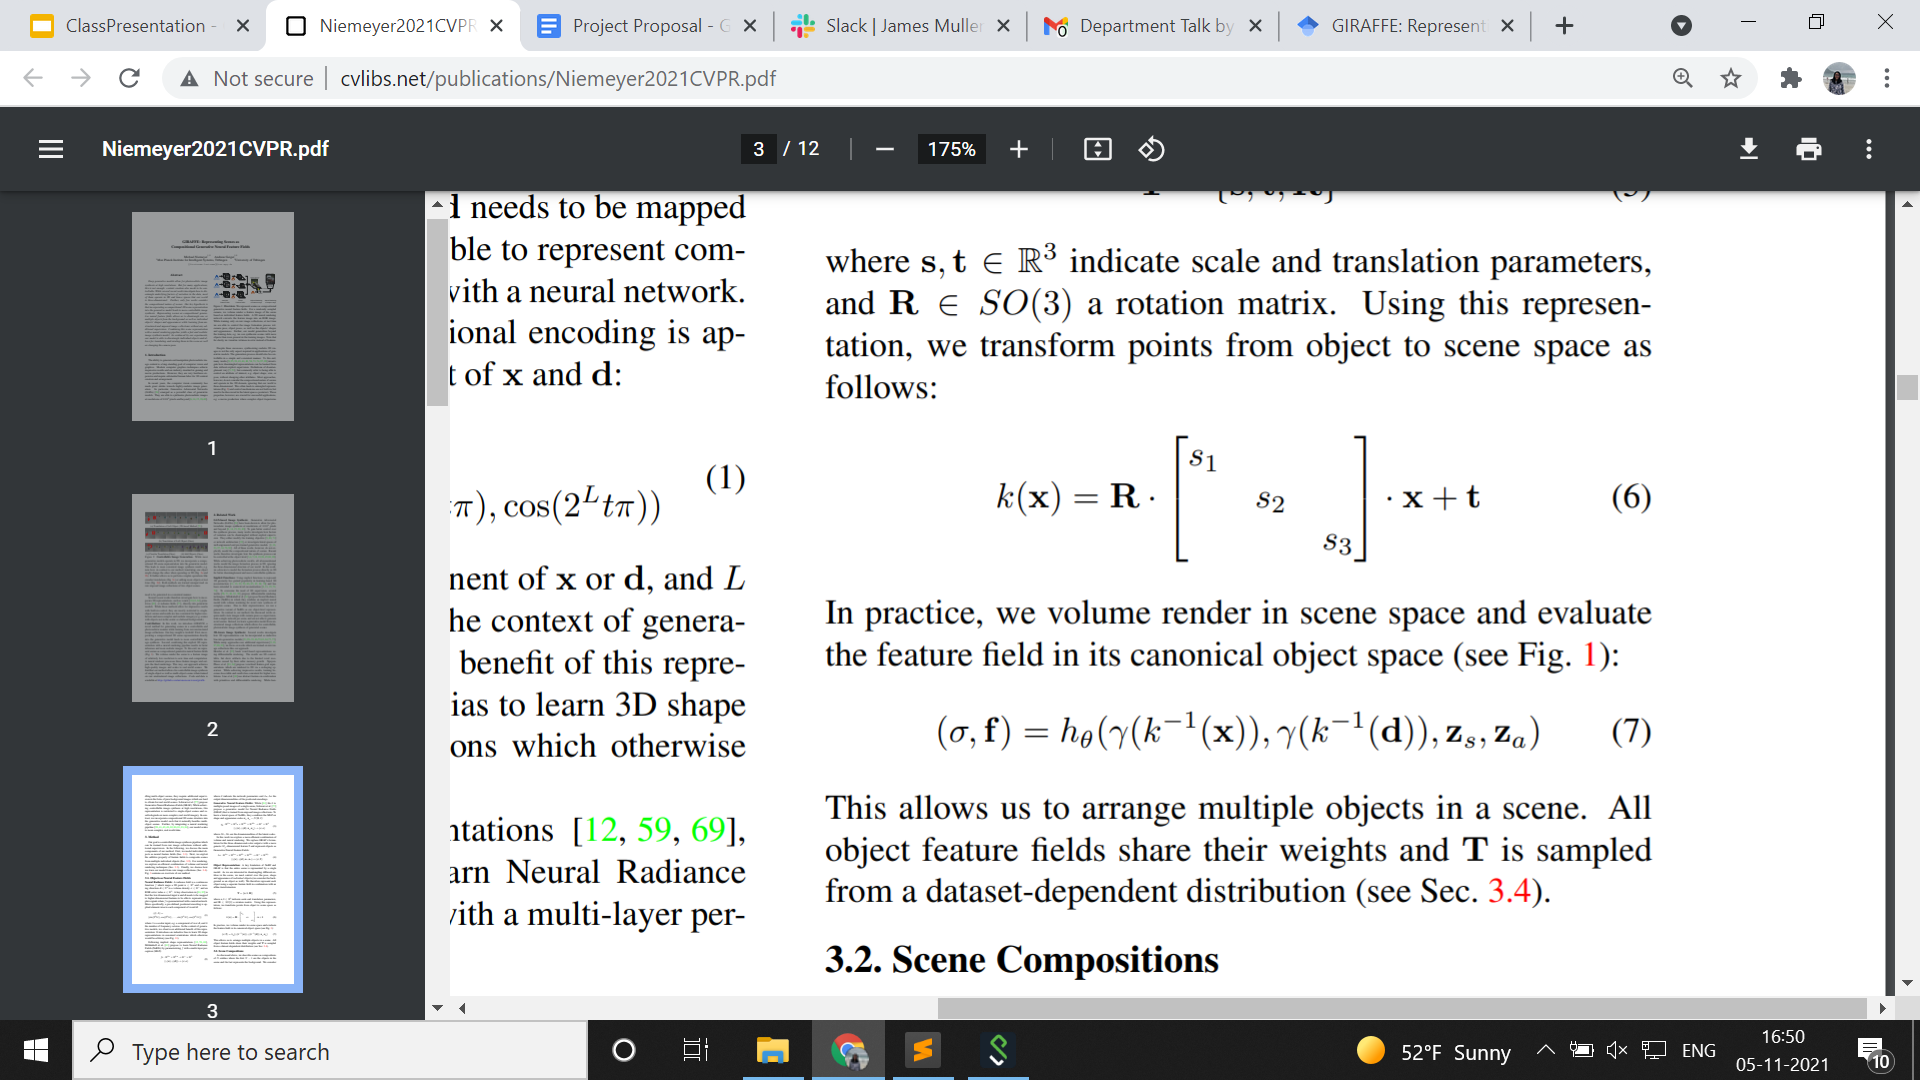 ClassPresentation -
Niemeyer2021CVPR
Project Proposal - G
Slack | James Muller
Department Talk by
GIRAFFE: Represent
Not secure
cvlibs.net/publications/Niemeyer2021CVPR.pdf
Niemeyer2021CVPR.pdf
3 / 12
175%
1
2
3
d needs to be mapped
ble to represent com-
with a neural network.
ional encoding is ap-
t of x and d:
(1)
tπ), cos(2^L tπ))
nent of x or d, and L
he context of genera-
benefit of this repre-
ias to learn 3D shape
ons which otherwise
ntations [12, 59, 69],
arn Neural Radiance
with a multi-layer per-
where s, t ∈ ℝ³ indicate scale and translation parameters,
and R ∈ SO(3) a rotation matrix. Using this represen-
tation, we transform points from object to scene space as
follows:
k(x) = R · [s₁ s₂ s₃] · x + t (6)
In practice, we volume render in scene space and evaluate
the feature field in its canonical object space (see Fig. 1):
(σ, f) = h_θ(γ(k⁻¹(x)), γ(k⁻¹(d)), z_s, z_a) (7)
This allows us to arrange multiple objects in a scene. All
object feature fields share their weights and T is sampled
from a dataset-dependent distribution (see Sec. 3.4).
3.2. Scene Compositions
Type here to search
52°F Sunny
ENG
16:50
05-11-2021
10